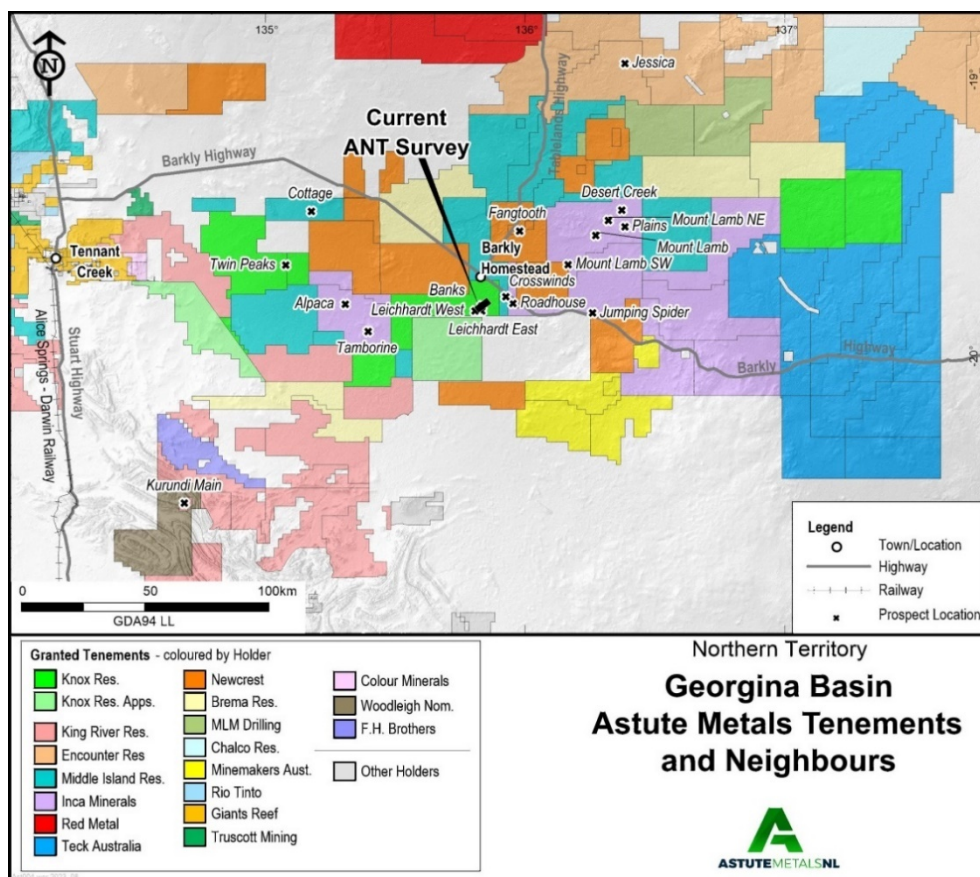 135°
136°
137°
-19°
-20°
N
Jessica
Current
ANT Survey
Tablelands Highway
Barkly Highway
Cottage
Desert Creek
Fangtooth
Mount Lamb NE
Plains
Mount Lamb
Tennant
Creek
Twin Peaks
Barkly
Homestead
Mount Lamb SW
Banks
Crosswinds
Alpaca
Leichhardt West
Roadhouse
Jumping Spider
Leichhardt East
Tamborine
Barkly
Highway
Alice Springs - Darwin Railway
Stuart Highway
Kurundi Main
0 50 100km
GDA94 LL
Legend
Town/Location
Highway
Railway
Prospect Location
Granted Tenements - coloured by Holder
Knox Res.
Knox Res. Apps.
King River Res.
Encounter Res
Middle Island Res.
Inca Minerals
Red Metal
Teck Australia
Newcrest
Brema Res.
MLM Drilling
Chalco Res.
Minemakers Aust.
Rio Tinto
Giants Reef
Truscott Mining
Colour Minerals
Woodleigh Nom.
F.H. Brothers
Other Holders
Northern Territory
Georgina Basin
Astute Metals Tenements
and Neighbours
ASTUTEMETALSNL